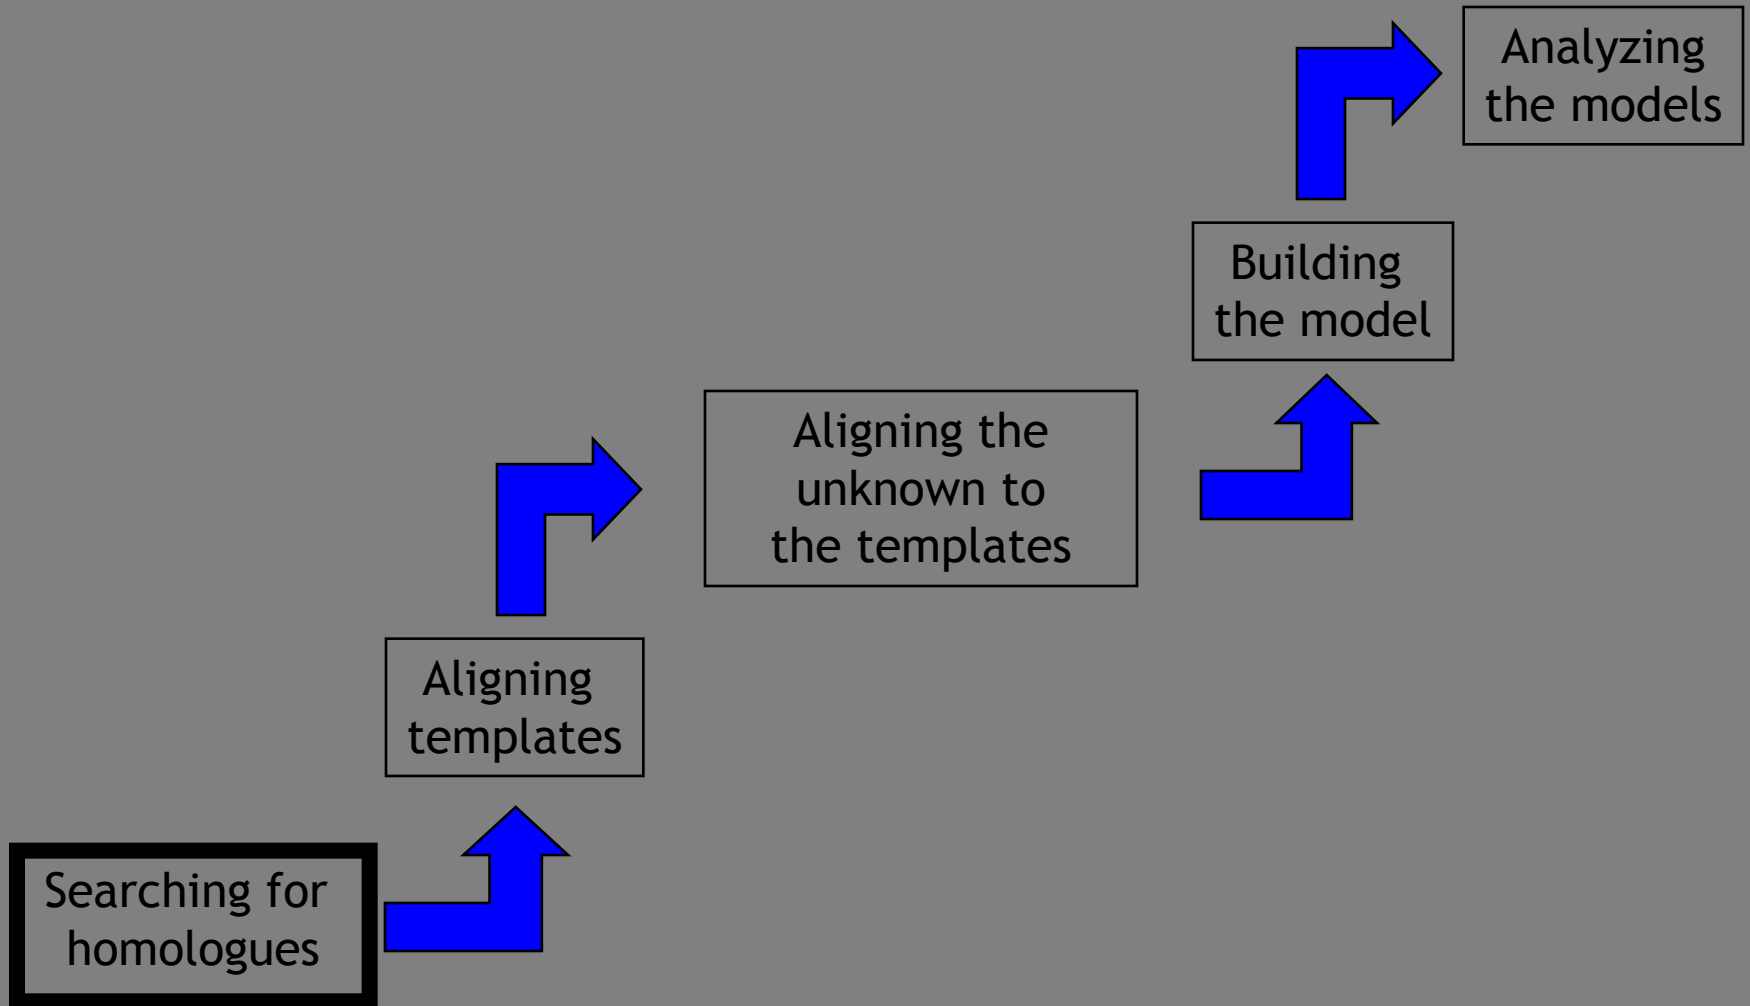 Analyzing
the models
Building
the model
Aligning the
unknown to
the templates
Aligning
templates
Searching for
homologues